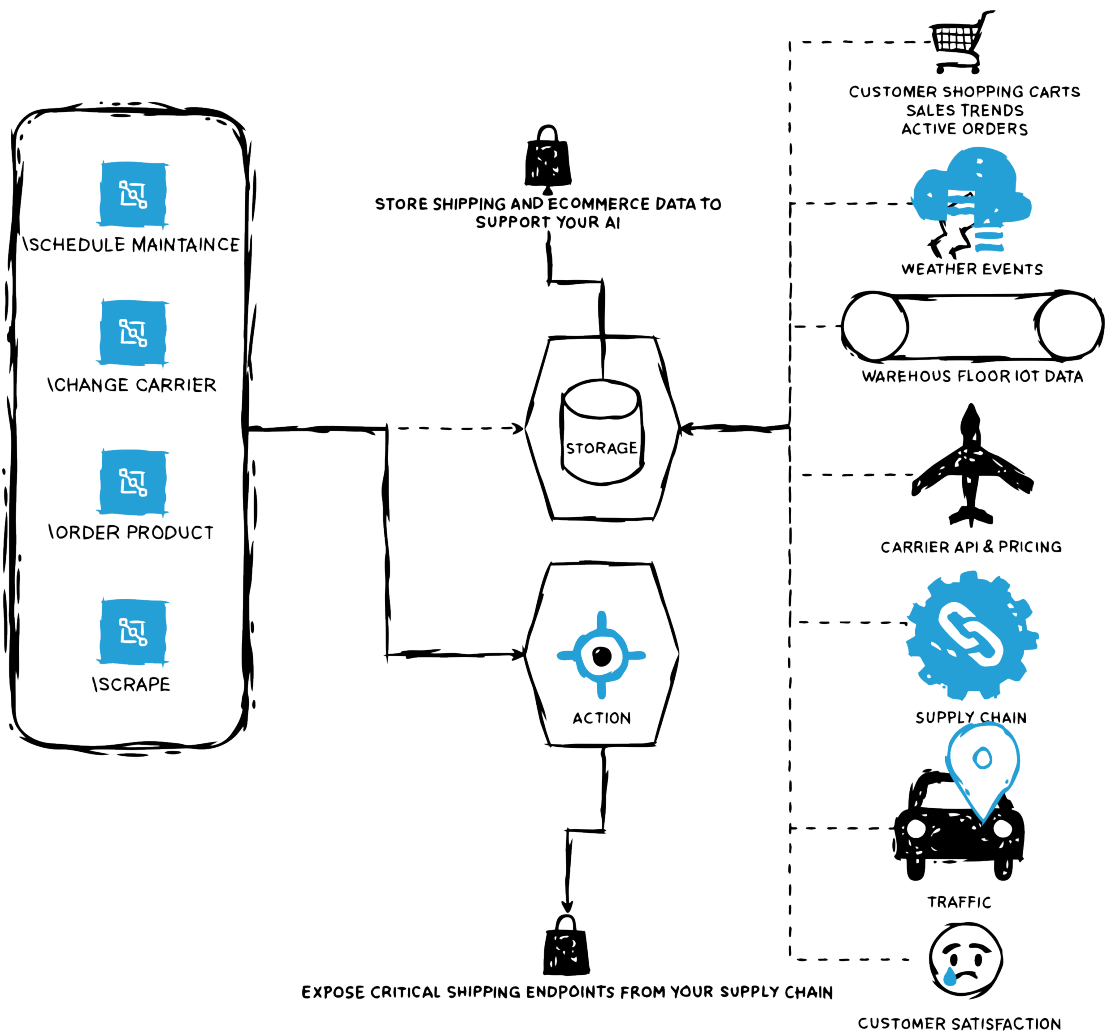 \SCHEDULE MAINTAINCE
\CHANGE CARRIER
\ORDER PRODUCT
\SCRAPE
STORE SHIPPING AND ECOMMERCE DATA TO
SUPPORT YOUR AI
STORAGE
ACTION
EXPOSE CRITICAL SHIPPING ENDPOINTS FROM YOUR SUPPLY CHAIN
CUSTOMER SHOPPING CARTS
SALES TRENDS
ACTIVE ORDERS
WEATHER EVENTS
WAREHOUS FLOOR IOT DATA
CARRIER API & PRICING
SUPPLY CHAIN
TRAFFIC
CUSTOMER SATISFACTION